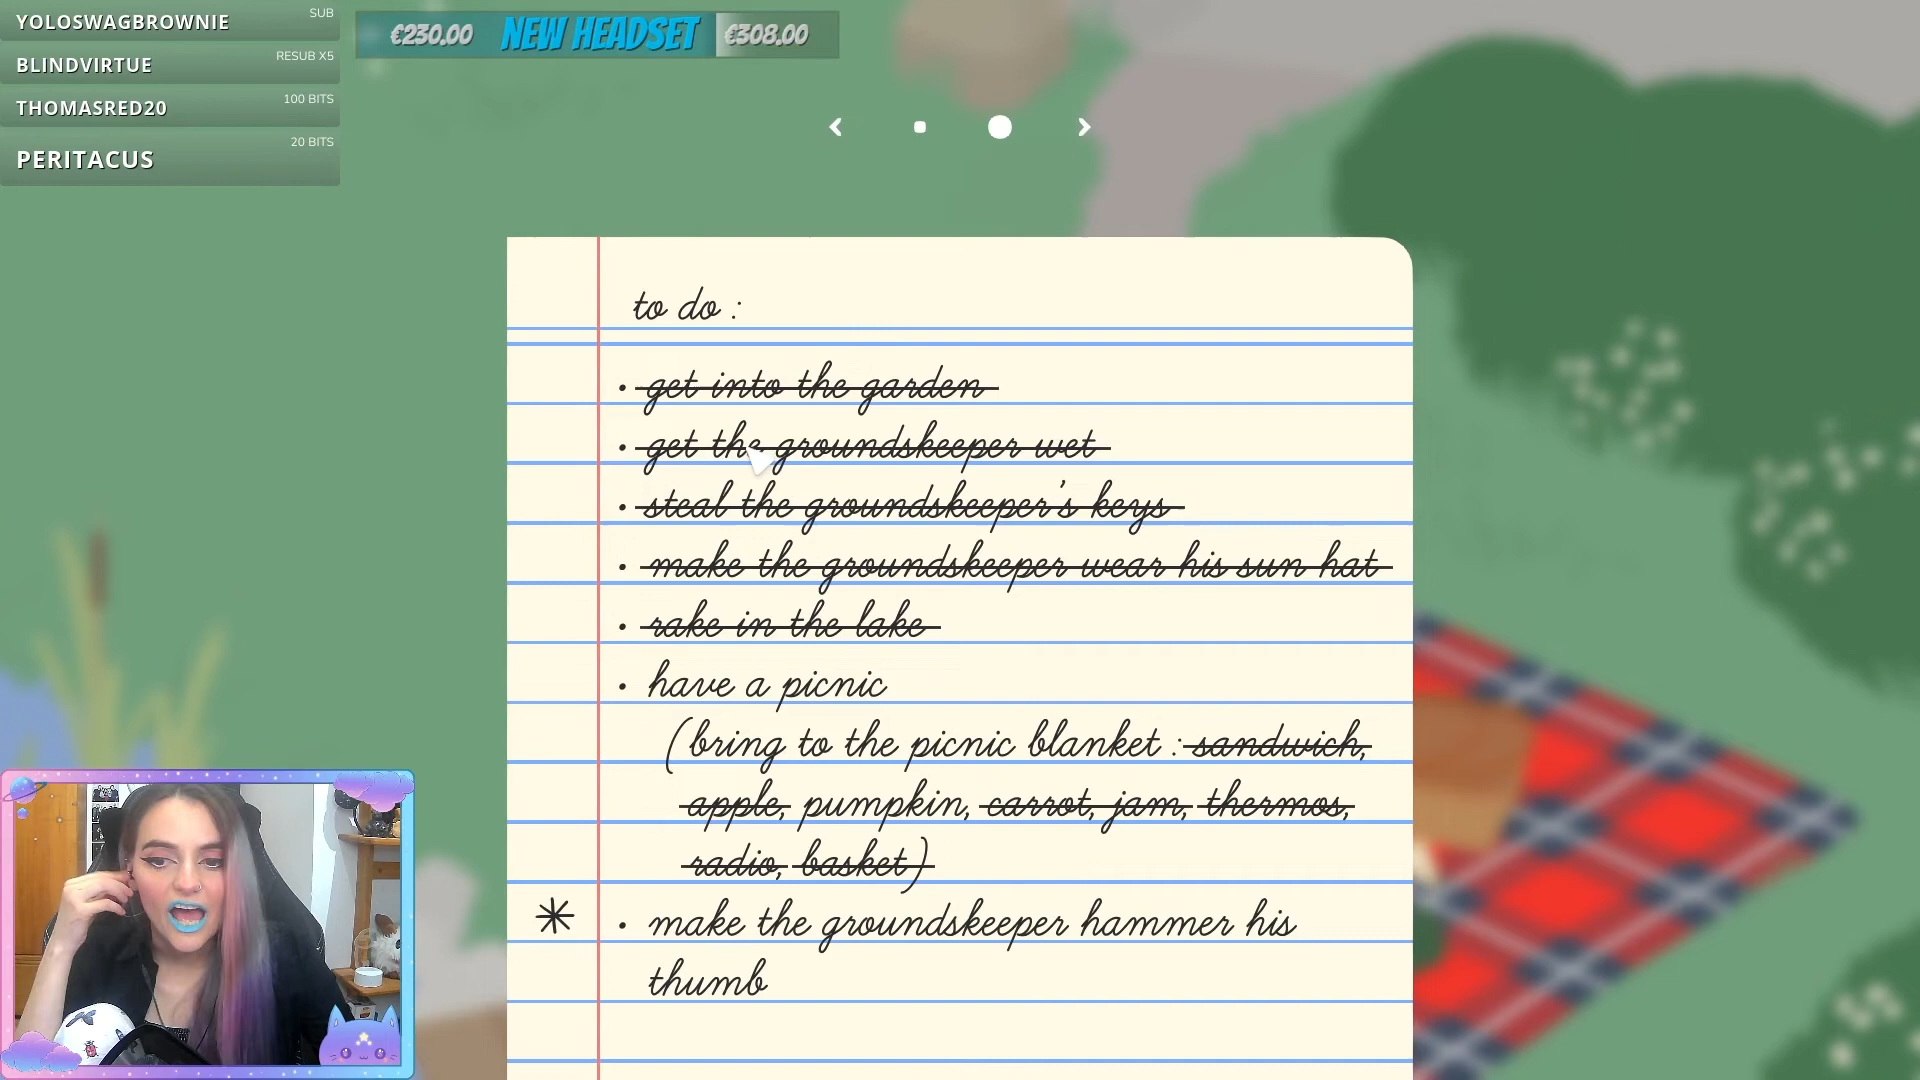 YOLOSWAGBROWNIE SUB
BLINDVIRTUE RESUB X5
THOMASRED20 100 BITS
PERITACUS 20 BITS
€230.00 NEW HEADSET €308.00
to do :
• get into the garden
• get the groundskeeper wet
• steal the groundskeeper's keys
• make the groundskeeper wear his sun hat
• rake in the lake
• have a picnic
(bring to the picnic blanket : sandwich,
apple, pumpkin, carrot, jam, thermos,
radio, basket)
* • make the groundskeeper hammer his
thumb